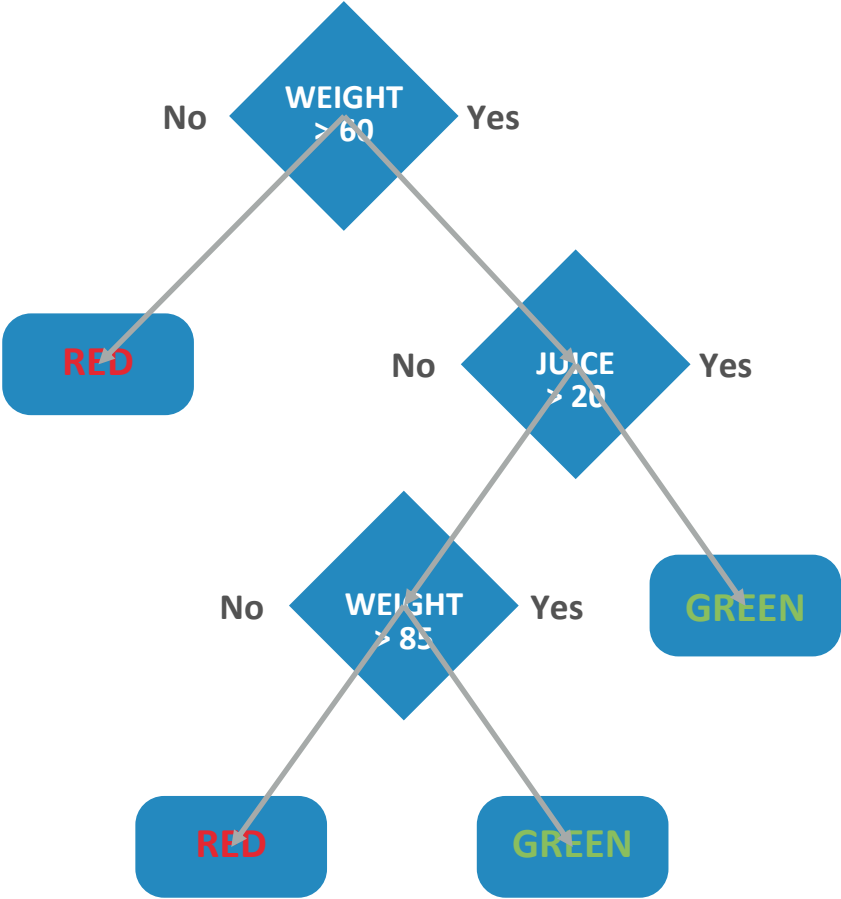 WEIGHT
> 60
No
Yes
RED
JUICE
> 20
No
Yes
WEIGHT
> 85
No
Yes
GREEN
RED
GREEN